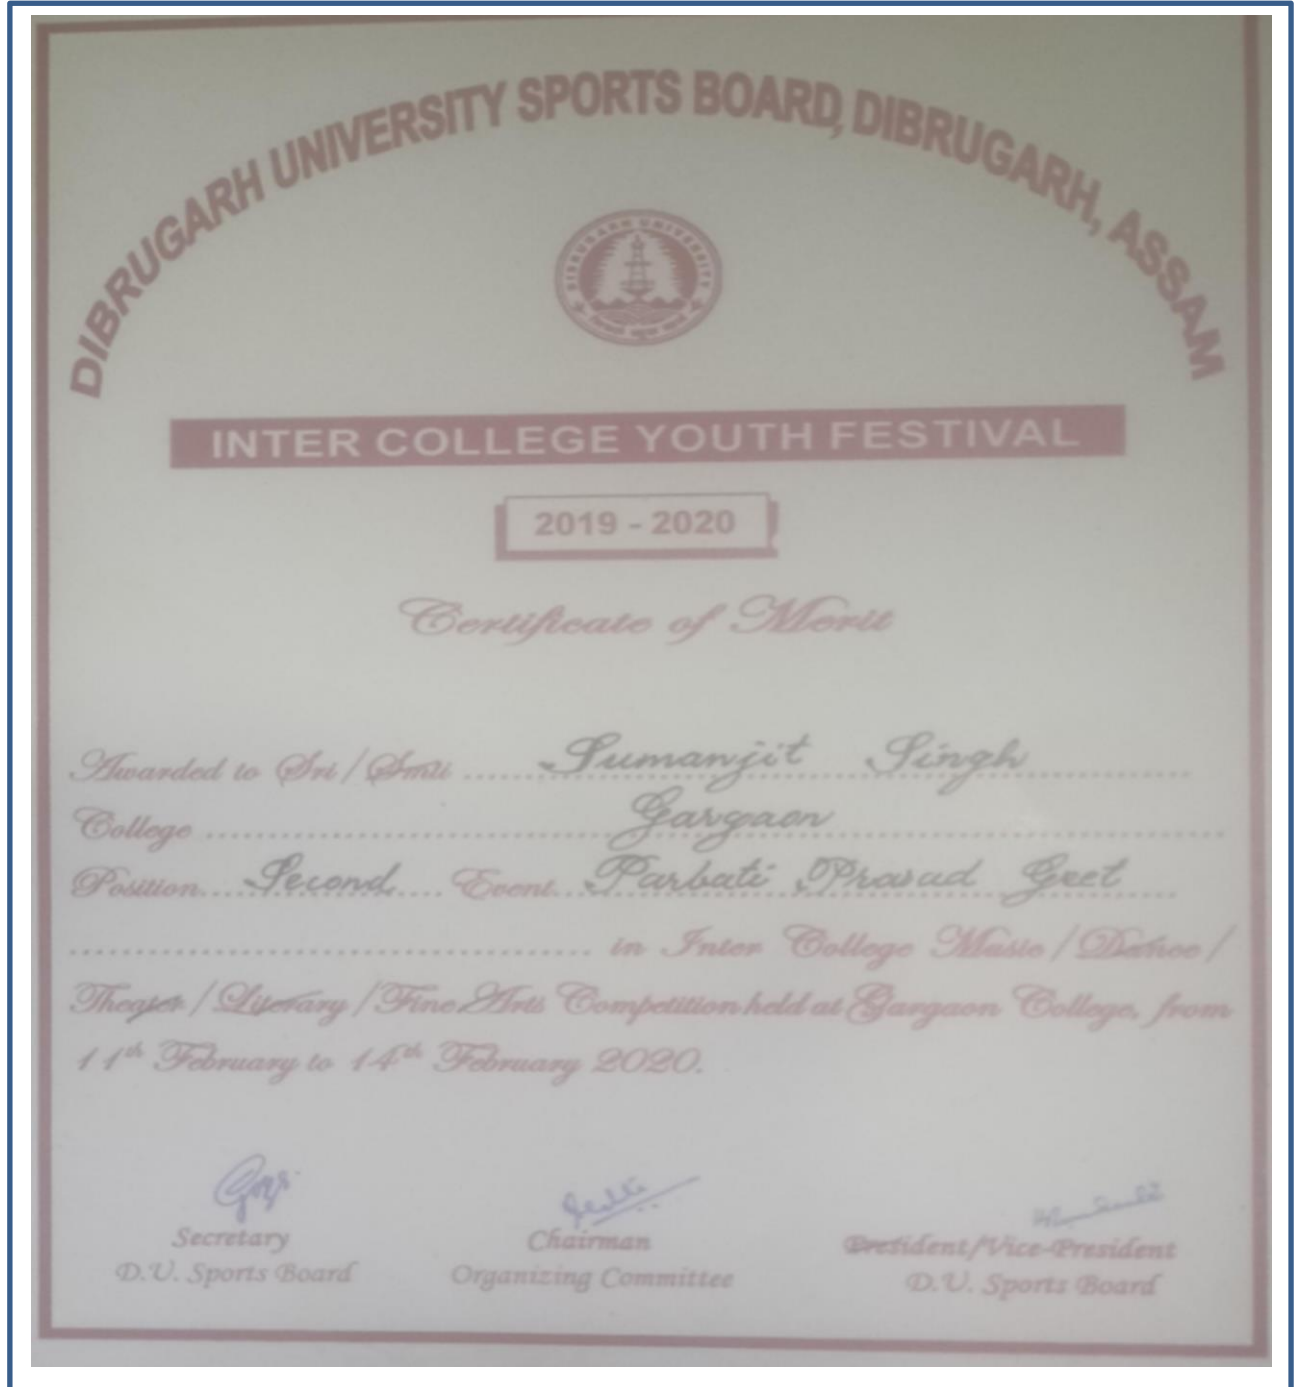 DIBRUGARH UNIVERSITY SPORTS BOARD, DIBRUGARH, ASSAM
DIBRUGARH UNIVERSITY
INTER COLLEGE YOUTH FESTIVAL
2019 - 2020
Certificate of Merit
Awarded to Sri / Smti ..... Sumanjit Singh
College ..... Gargaon
Position.... Second .... Event... Parbati Prasad Geet
..... in Inter College Music / Dance /
Theater / Literary / Fine Arts Competition held at Gargaon College, from
11th February to 14th February 2020.
Secretary
D.U. Sports Board
Chairman
Organizing Committee
President/Vice-President
D.U. Sports Board